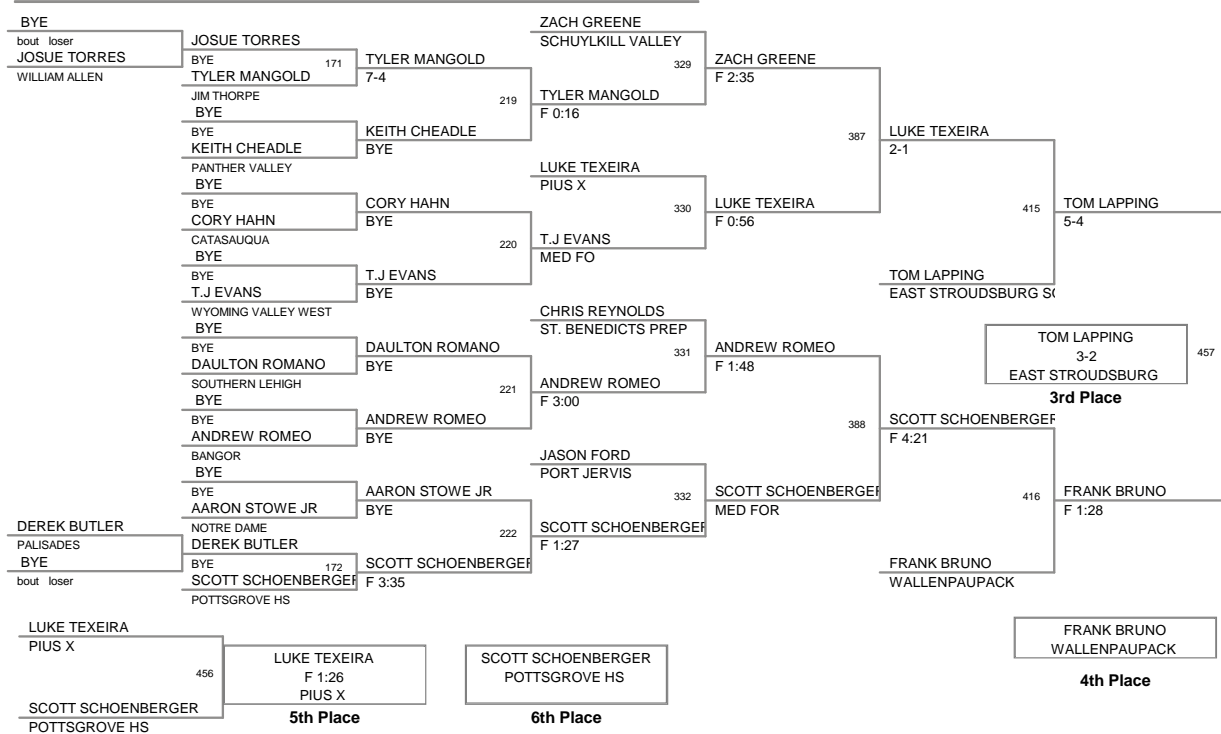 BYE
bout loser
JOSUE TORRES
WILLIAM ALLEN
DEREK BUTLER
PALISADES
BYE
bout loser
JOSUE TORRES
BYE
171
TYLER MANGOLD
JIM THORPE
BYE
BYE
KEITH CHEADLE
PANTHER VALLEY
BYE
BYE
CORY HAHN
CATASAUQUA
BYE
BYE
T.J EVANS
WYOMING VALLEY WEST
BYE
BYE
DAULTON ROMANO
SOUTHERN LEHIGH
BYE
BYE
ANDREW ROMEO
BANGOR
BYE
BYE
AARON STOWE JR
NOTRE DAME
DEREK BUTLER
BYE
172
SCOTT SCHOENBERGER
POTTSGROVE HS
TYLER MANGOLD
7-4
219
KEITH CHEADLE
BYE
CORY HAHN
BYE
220
T.J EVANS
BYE
DAULTON ROMANO
BYE
221
ANDREW ROMEO
BYE
AARON STOWE JR
BYE
222
SCOTT SCHOENBERGER
F 3:35
ZACH GREENE
SCHUYLKILL VALLEY
329
TYLER MANGOLD
F 0:16
LUKE TEXEIRA
PIUS X
330
T.J EVANS
MED FO
CHRIS REYNOLDS
ST. BENEDICTS PREP
331
ANDREW ROMEO
F 3:00
JASON FORD
PORT JERVIS
332
SCOTT SCHOENBERGER
F 1:27
ZACH GREENE
F 2:35
387
LUKE TEXEIRA
F 0:56
ANDREW ROMEO
F 1:48
388
SCOTT SCHOENBERGER
MED FOR
LUKE TEXEIRA
2-1
415
TOM LAPPING
EAST STROUDSBURG SO
SCOTT SCHOENBERGER
F 4:21
416
FRANK BRUNO
WALLENPAUPACK
TOM LAPPING
5-4
FRANK BRUNO
F 1:28
TOM LAPPING
3-2
EAST STROUDSBURG
457
3rd Place
FRANK BRUNO
WALLENPAUPACK
4th Place
LUKE TEXEIRA
PIUS X
456
SCOTT SCHOENBERGER
POTTSGROVE HS
LUKE TEXEIRA
F 1:26
PIUS X
5th Place
SCOTT SCHOENBERGER
POTTSGROVE HS
6th Place